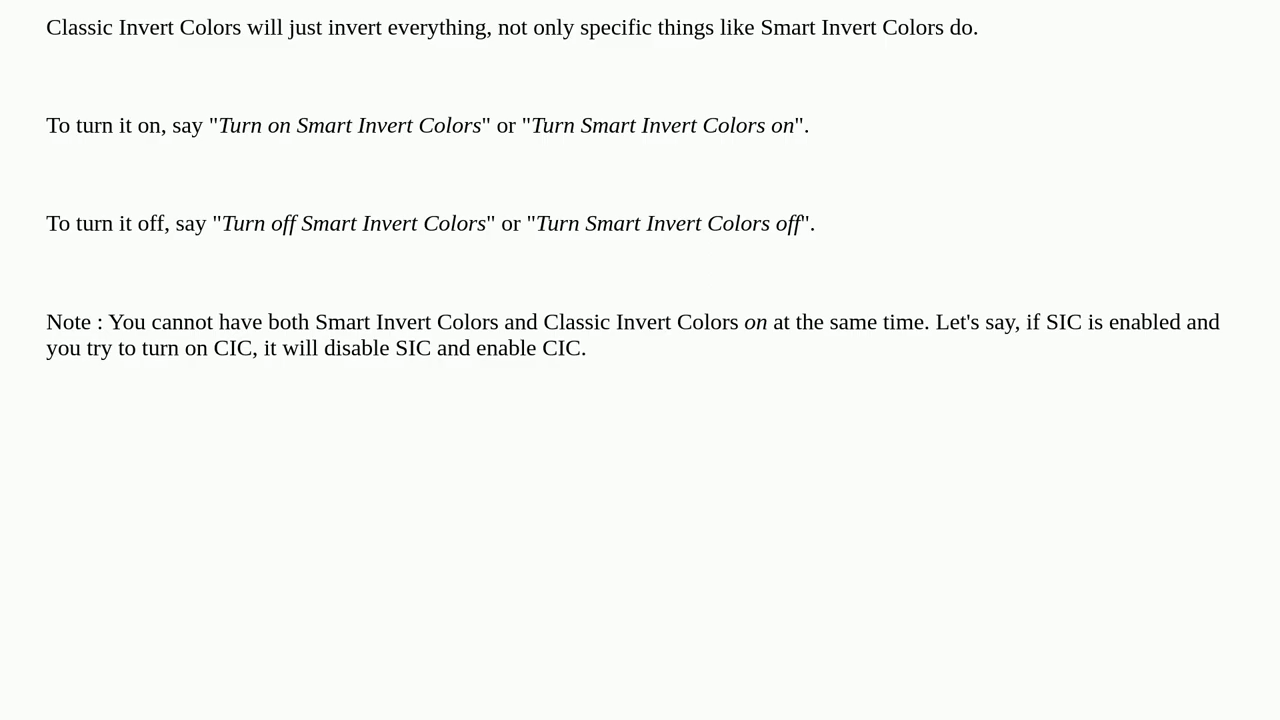 Classic Invert Colors will just invert everything, not only specific things like Smart Invert Colors do.
To turn it on, say "Turn on Smart Invert Colors" or "Turn Smart Invert Colors on".
To turn it off, say "Turn off Smart Invert Colors" or "Turn Smart Invert Colors off".
Note : You cannot have both Smart Invert Colors and Classic Invert Colors on at the same time. Let's say, if SIC is enabled and
you try to turn on CIC, it will disable SIC and enable CIC.